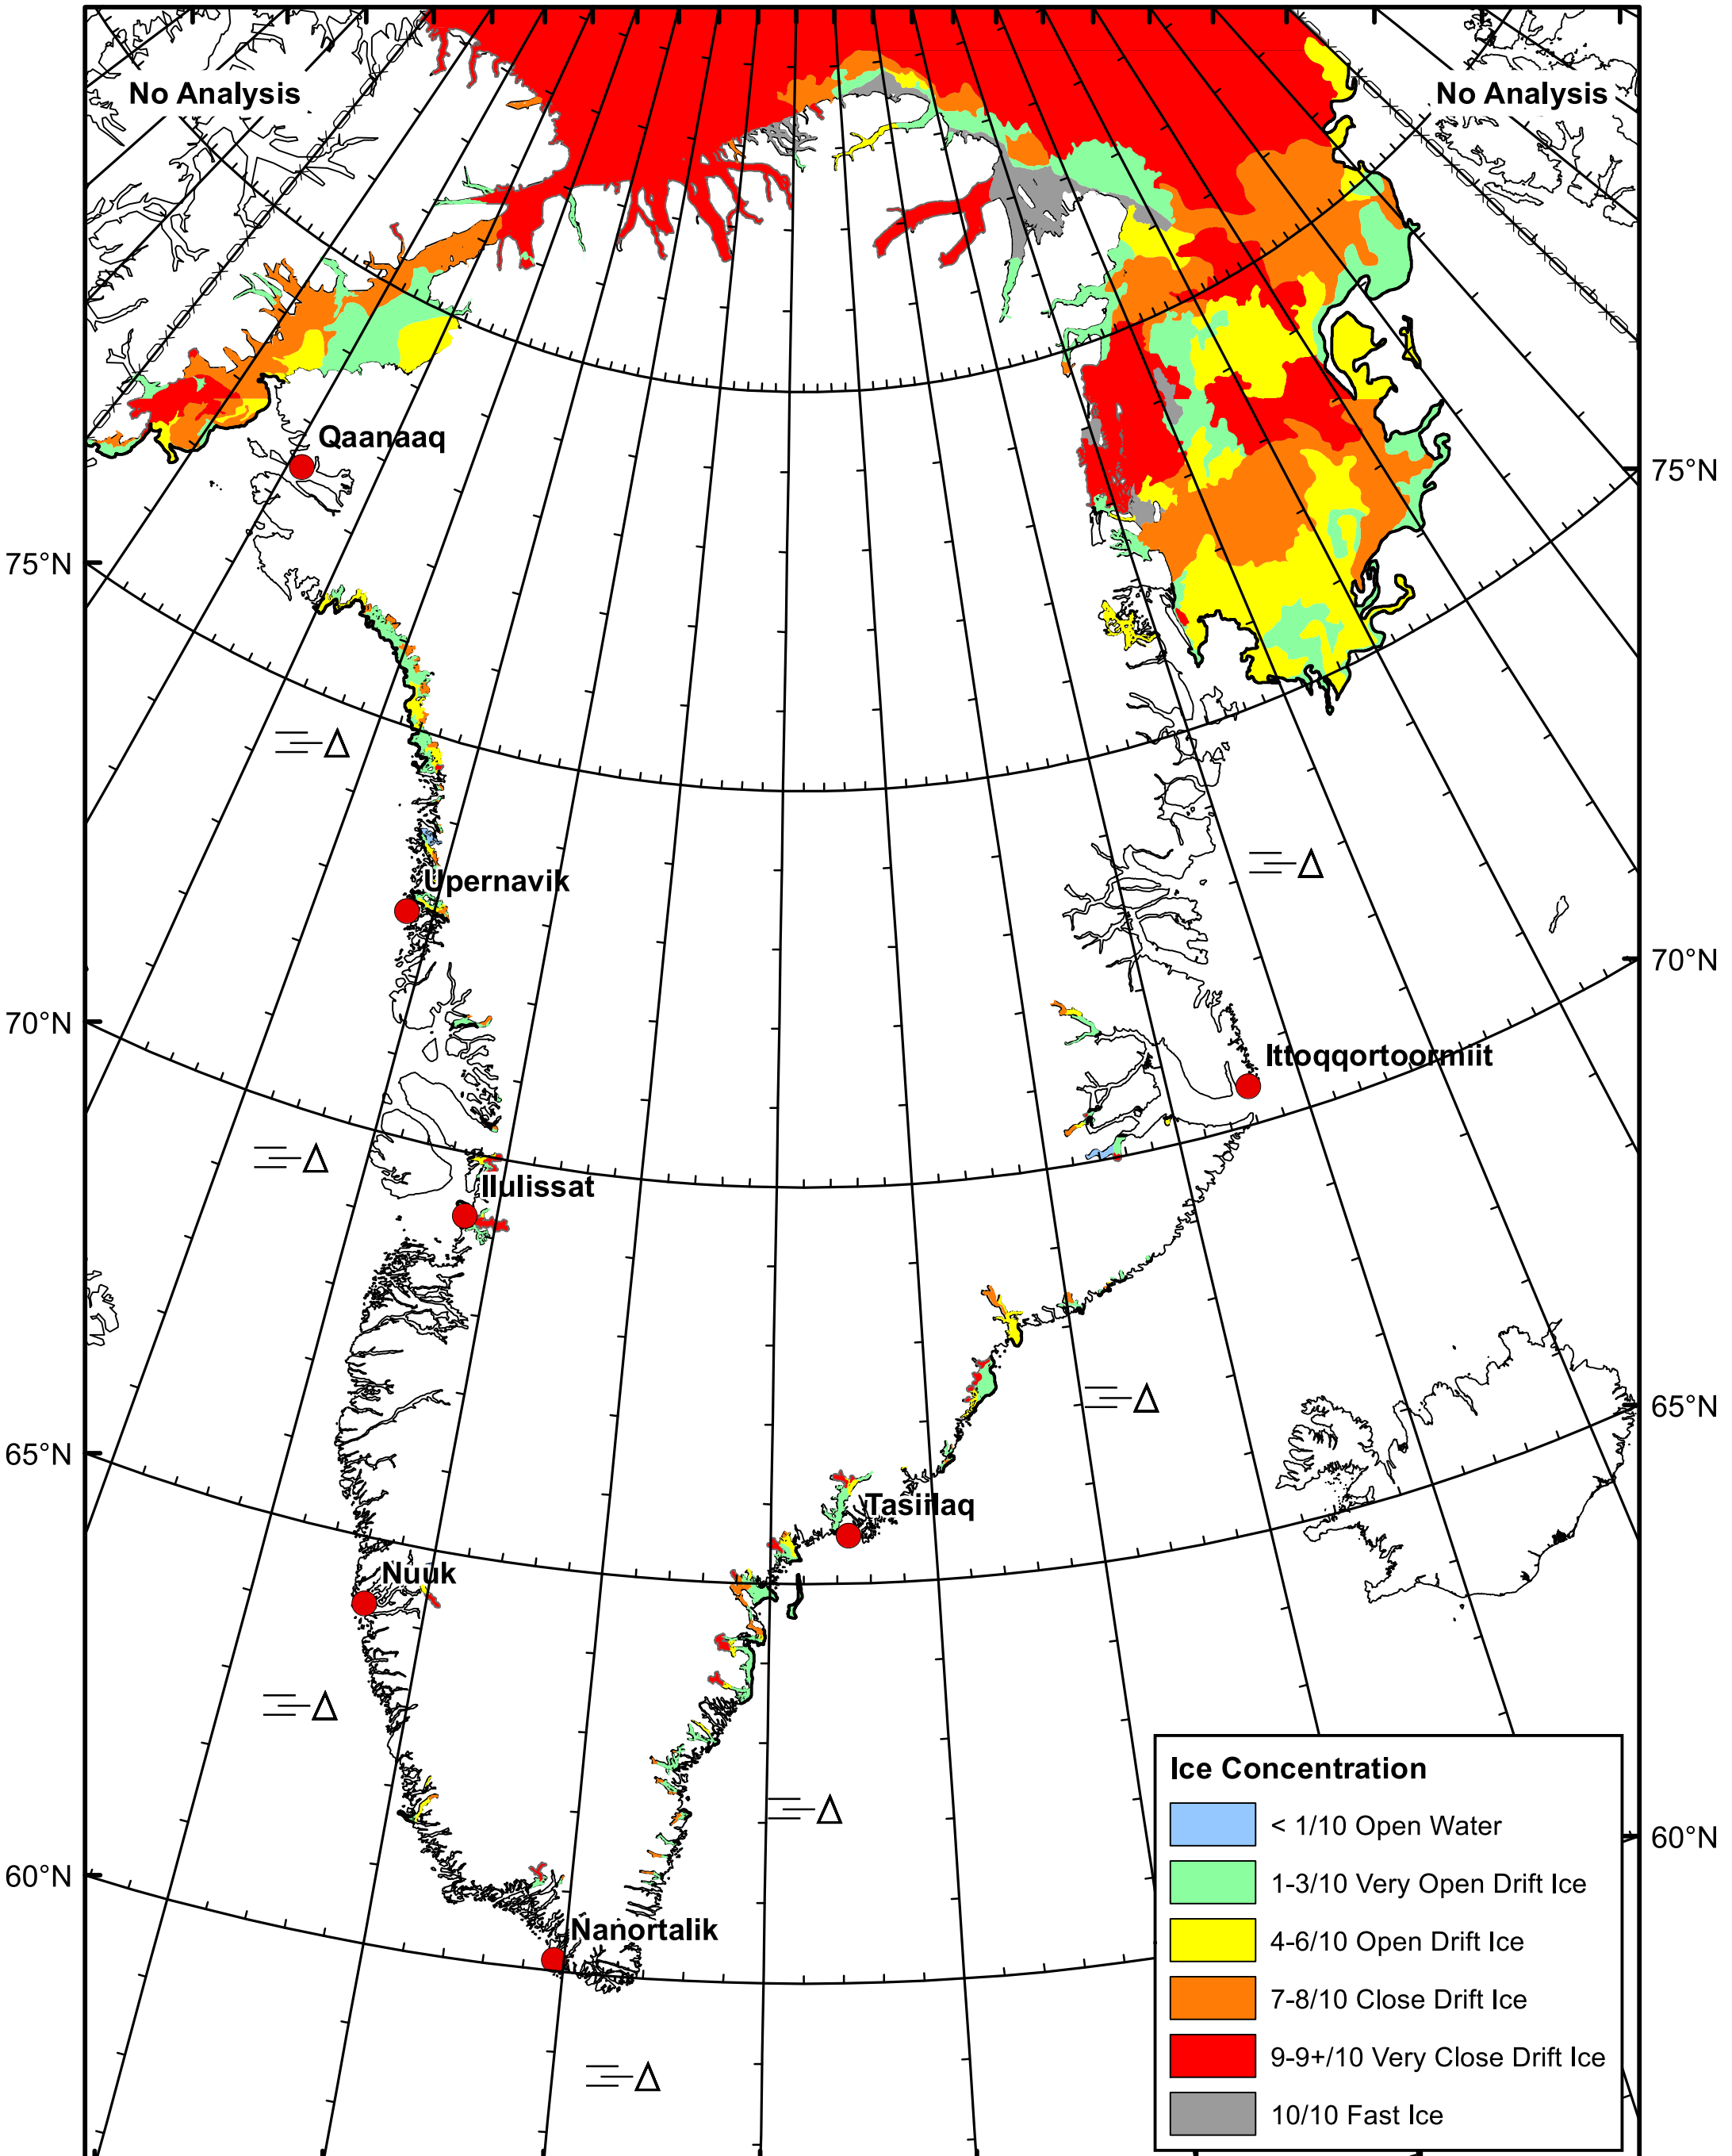 No Analysis
No Analysis
Qaanaaq
75°N
75°N
Upernavik
70°N
70°N
Ittoqqortoormiit
Ilulissat
65°N
65°N
Tasiilaq
Nuuk
60°N
60°N
Nanortalik
Ice Concentration
< 1/10 Open Water
1-3/10 Very Open Drift Ice
4-6/10 Open Drift Ice
7-8/10 Close Drift Ice
9-9+/10 Very Close Drift Ice
10/10 Fast Ice